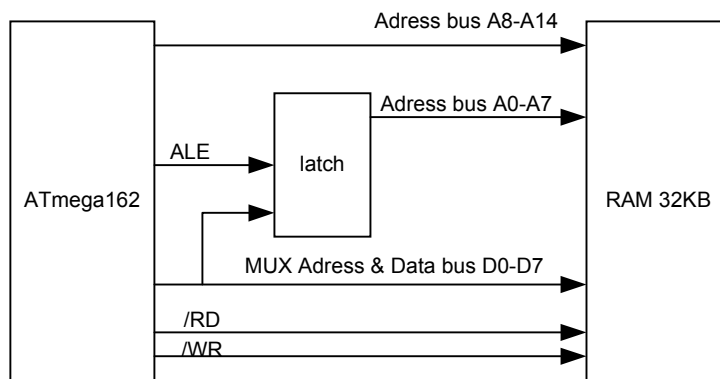 Adress bus A8-A14
Adress bus A0-A7
ALE
latch
ATmega162
RAM 32KB
MUX Adress & Data bus D0-D7
/RD
/WR